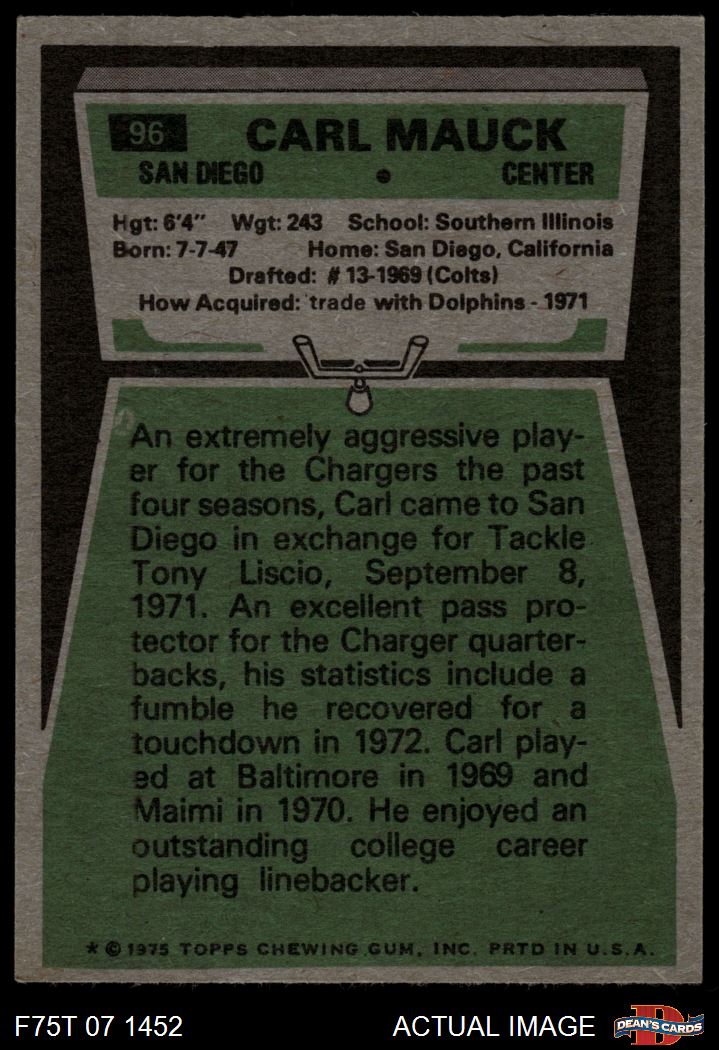 96 CARL MAUCK
SAN DIEGO • CENTER
Hgt: 6'4" Wgt: 243 School: Southern Illinois
Born: 7-7-47 Home: San Diego, California
Drafted: #13-1969 (Colts)
How Acquired: trade with Dolphins - 1971
An extremely aggressive play-
er for the Chargers the past
four seasons, Carl came to San
Diego in exchange for Tackle
Tony Liscio, September 8,
1971. An excellent pass pro-
tector for the Charger quarter-
backs, his statistics include a
fumble he recovered for a
touchdown in 1972. Carl play-
ed at Baltimore in 1969 and
Maimi in 1970. He enjoyed an
outstanding college career
playing linebacker.
* © 1975 TOPPS CHEWING GUM, INC. PRTD IN U.S.A.
F75T 07 1452 ACTUAL IMAGE D DEAN'S CARDS